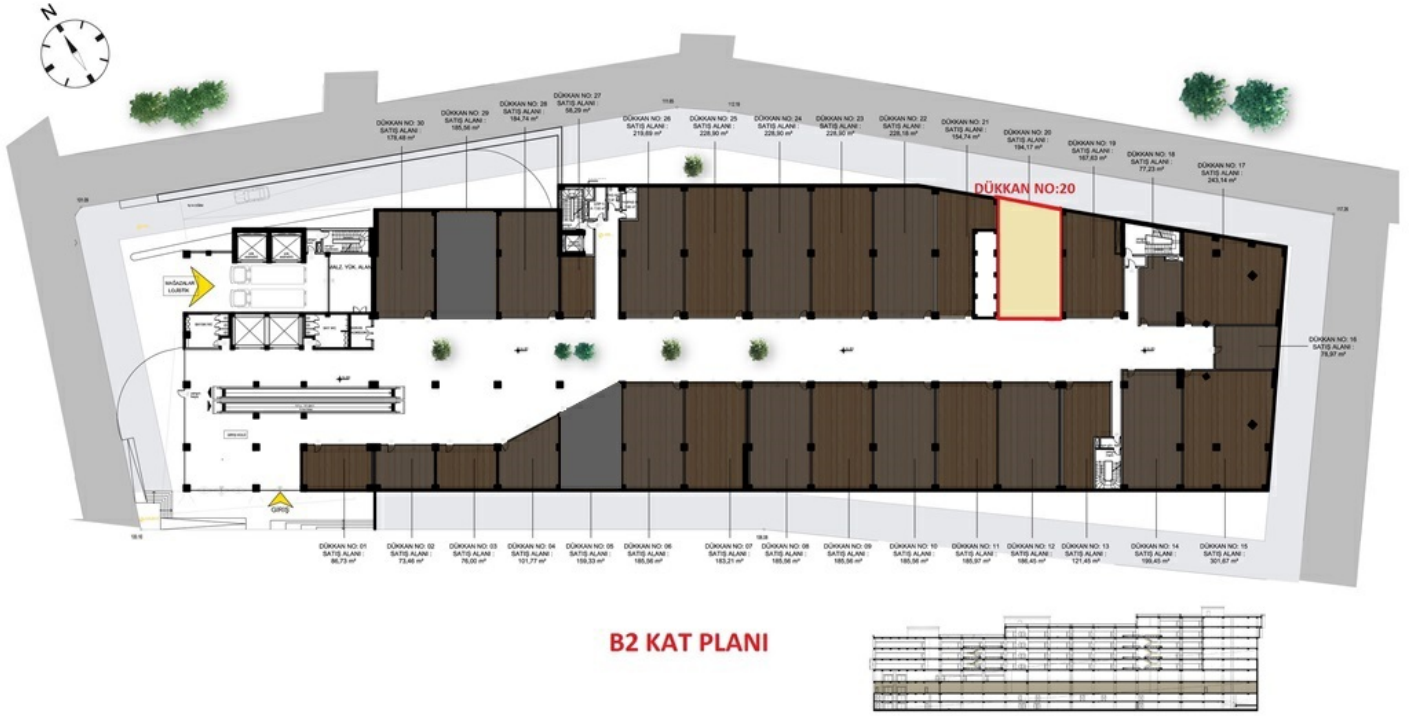 N
DÜKKAN NO: 30
SATIŞ ALANI :
178,48 m²
DÜKKAN NO: 29
SATIŞ ALANI :
185,56 m²
DÜKKAN NO: 28
SATIŞ ALANI :
184,74 m²
DÜKKAN NO: 27
SATIŞ ALANI :
58,29 m²
DÜKKAN NO: 26
SATIŞ ALANI :
219,69 m²
DÜKKAN NO: 25
SATIŞ ALANI :
228,90 m²
DÜKKAN NO: 24
SATIŞ ALANI :
228,90 m²
DÜKKAN NO: 23
SATIŞ ALANI :
228,90 m²
DÜKKAN NO: 22
SATIŞ ALANI :
228,18 m²
DÜKKAN NO: 21
SATIŞ ALANI :
154,74 m²
DÜKKAN NO: 20
SATIŞ ALANI :
194,17 m²
DÜKKAN NO: 19
SATIŞ ALANI :
167,63 m²
DÜKKAN NO: 18
SATIŞ ALANI :
77,23 m²
DÜKKAN NO: 17
SATIŞ ALANI :
243,14 m²
DÜKKAN NO:20
MALZ. YÜK. ALANI
MAĞAZALAR
LOJİSTİK
DÜKKAN NO: 16
SATIŞ ALANI :
78,97 m²
GİRİŞ
DÜKKAN NO: 01
SATIŞ ALANI :
86,73 m²
DÜKKAN NO: 02
SATIŞ ALANI :
73,46 m²
DÜKKAN NO: 03
SATIŞ ALANI :
76,00 m²
DÜKKAN NO: 04
SATIŞ ALANI :
101,77 m²
DÜKKAN NO: 05
SATIŞ ALANI :
159,33 m²
DÜKKAN NO: 06
SATIŞ ALANI :
185,56 m²
DÜKKAN NO: 07
SATIŞ ALANI :
183,21 m²
DÜKKAN NO: 08
SATIŞ ALANI :
185,56 m²
DÜKKAN NO: 09
SATIŞ ALANI :
185,56 m²
DÜKKAN NO: 10
SATIŞ ALANI :
185,56 m²
DÜKKAN NO: 11
SATIŞ ALANI :
185,97 m²
DÜKKAN NO: 12
SATIŞ ALANI :
186,45 m²
DÜKKAN NO: 13
SATIŞ ALANI :
121,45 m²
DÜKKAN NO: 14
SATIŞ ALANI :
199,45 m²
DÜKKAN NO: 15
SATIŞ ALANI :
301,67 m²
B2 KAT PLANI